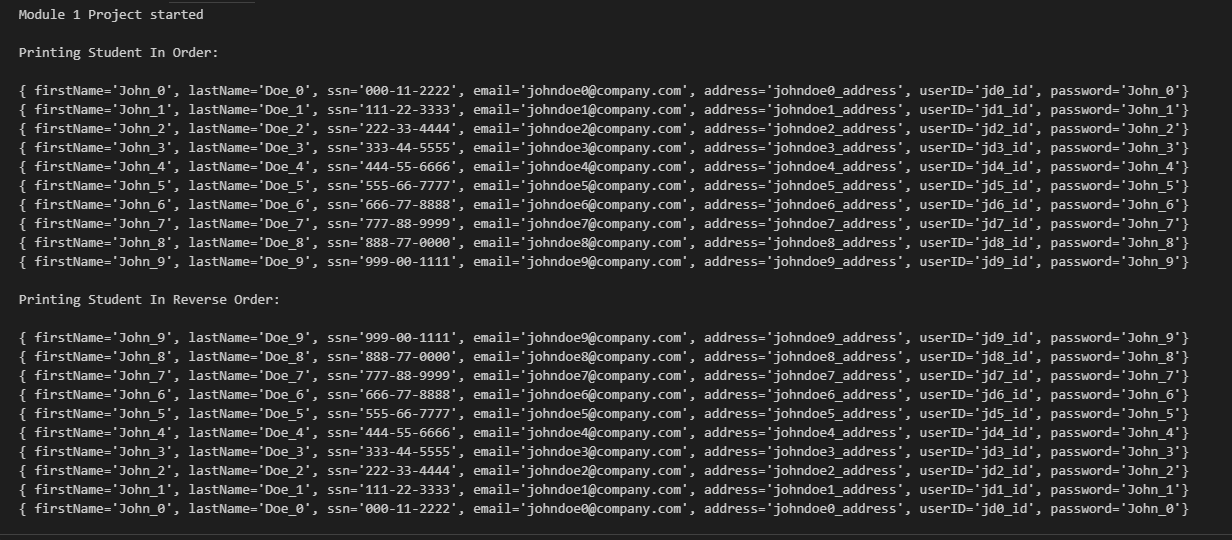 Module 1 Project started
Printing Student In Order:
{ firstName='John_0', lastName='Doe_0', ssn='000-11-2222', email='johndoe0@company.com', address='johndoe0_address', userID='jd0_id', password='John_0'}
{ firstName='John_1', lastName='Doe_1', ssn='111-22-3333', email='johndoe1@company.com', address='johndoe1_address', userID='jd1_id', password='John_1'}
{ firstName='John_2', lastName='Doe_2', ssn='222-33-4444', email='johndoe2@company.com', address='johndoe2_address', userID='jd2_id', password='John_2'}
{ firstName='John_3', lastName='Doe_3', ssn='333-44-5555', email='johndoe3@company.com', address='johndoe3_address', userID='jd3_id', password='John_3'}
{ firstName='John_4', lastName='Doe_4', ssn='444-55-6666', email='johndoe4@company.com', address='johndoe4_address', userID='jd4_id', password='John_4'}
{ firstName='John_5', lastName='Doe_5', ssn='555-66-7777', email='johndoe5@company.com', address='johndoe5_address', userID='jd5_id', password='John_5'}
{ firstName='John_6', lastName='Doe_6', ssn='666-77-8888', email='johndoe6@company.com', address='johndoe6_address', userID='jd6_id', password='John_6'}
{ firstName='John_7', lastName='Doe_7', ssn='777-88-9999', email='johndoe7@company.com', address='johndoe7_address', userID='jd7_id', password='John_7'}
{ firstName='John_8', lastName='Doe_8', ssn='888-77-0000', email='johndoe8@company.com', address='johndoe8_address', userID='jd8_id', password='John_8'}
{ firstName='John_9', lastName='Doe_9', ssn='999-00-1111', email='johndoe9@company.com', address='johndoe9_address', userID='jd9_id', password='John_9'}
Printing Student In Reverse Order:
{ firstName='John_9', lastName='Doe_9', ssn='999-00-1111', email='johndoe9@company.com', address='johndoe9_address', userID='jd9_id', password='John_9'}
{ firstName='John_8', lastName='Doe_8', ssn='888-77-0000', email='johndoe8@company.com', address='johndoe8_address', userID='jd8_id', password='John_8'}
{ firstName='John_7', lastName='Doe_7', ssn='777-88-9999', email='johndoe7@company.com', address='johndoe7_address', userID='jd7_id', password='John_7'}
{ firstName='John_6', lastName='Doe_6', ssn='666-77-8888', email='johndoe6@company.com', address='johndoe6_address', userID='jd6_id', password='John_6'}
{ firstName='John_5', lastName='Doe_5', ssn='555-66-7777', email='johndoe5@company.com', address='johndoe5_address', userID='jd5_id', password='John_5'}
{ firstName='John_4', lastName='Doe_4', ssn='444-55-6666', email='johndoe4@company.com', address='johndoe4_address', userID='jd4_id', password='John_4'}
{ firstName='John_3', lastName='Doe_3', ssn='333-44-5555', email='johndoe3@company.com', address='johndoe3_address', userID='jd3_id', password='John_3'}
{ firstName='John_2', lastName='Doe_2', ssn='222-33-4444', email='johndoe2@company.com', address='johndoe2_address', userID='jd2_id', password='John_2'}
{ firstName='John_1', lastName='Doe_1', ssn='111-22-3333', email='johndoe1@company.com', address='johndoe1_address', userID='jd1_id', password='John_1'}
{ firstName='John_0', lastName='Doe_0', ssn='000-11-2222', email='johndoe0@company.com', address='johndoe0_address', userID='jd0_id', password='John_0'}